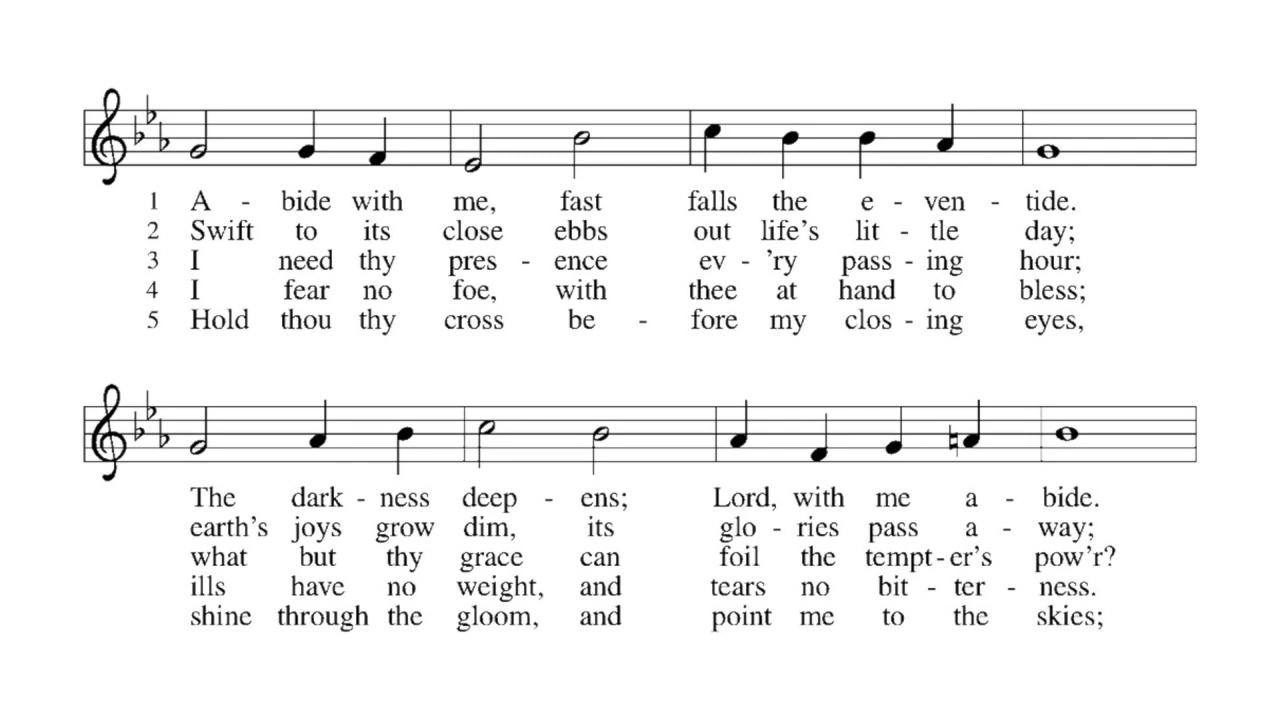 1 A - bide with me, fast falls the e - ven - tide.
2 Swift to its close ebbs out life's lit - tle day;
3 I need thy pres - ence ev - 'ry pass - ing hour;
4 I fear no foe, with thee at hand to bless;
5 Hold thou thy cross be - fore my clos - ing eyes,
The dark - ness deep - ens; Lord, with me a - bide.
earth's joys grow dim, its glo - ries pass a - way;
what but thy grace can foil the tempt - er's pow'r?
ills have no weight, and tears no bit - ter - ness.
shine through the gloom, and point me to the skies;